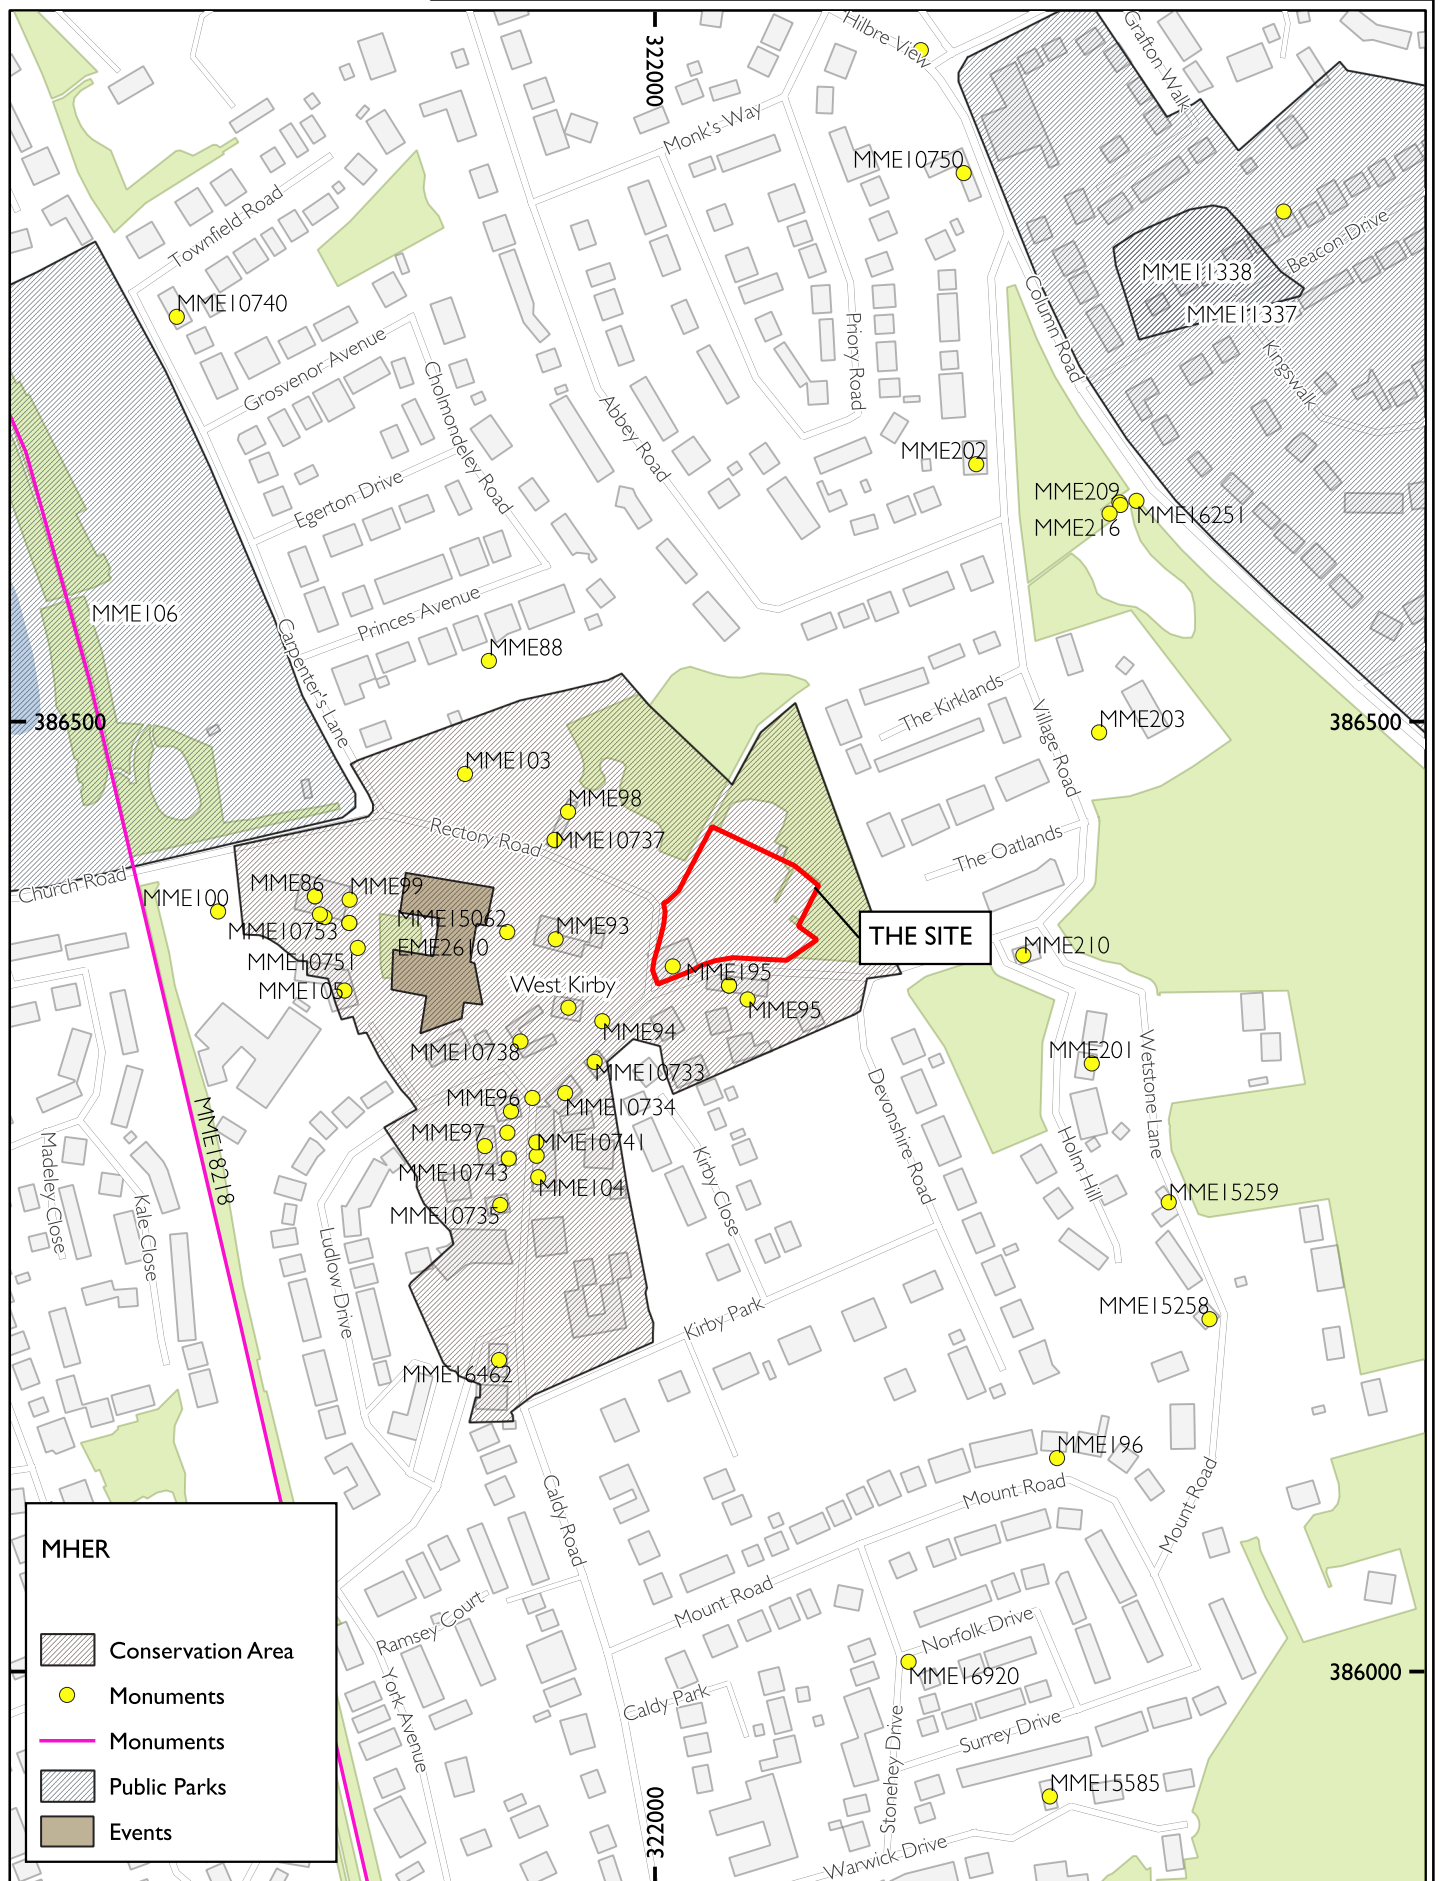 Hilbre View
Grafton Walk
322000
Monk's Way
MME10750
Townfield Road
Beacon Drive
MME11338
MME10740
MME11337
Column Road
Priory Road
Kingswalk
Grosvenor Avenue
Cholmondeley Road
Abbey Road
MME202
Egerton Drive
MME209
MME16251
MME216
MME106
Princes Avenue
Carpenter's Lane
MME88
The Kirklands
386500
386500
Village Road
MME203
MME103
MME98
Rectory Road
MME10737
The Oatlands
Church Road
MME86
MME99
MME100
MME15062
MME93
THE SITE
MME10753
EME2610
MME210
MME10751
MME195
MME105
West Kirby
MME95
MME94
MME10738
MME201
MME10733
Wetstone Lane
Devonshire Road
MME96
MME10734
MME18218
MME97
MME10741
Madeley Close
Kirby Close
Holm Hill
MME10743
MME104
MME15259
Kale Close
MME10735
Ludlow Drive
MME15258
Kirby Park
MME16462
MME196
Mount Road
Mount Road
Caldy Road
MHER
Mount Road
Ramsey Court
Norfolk Drive
Conservation Area
MME16920
386000
Monuments
York Avenue
Caldy Park
Surrey Drive
Monuments
Stonehey Drive
Public Parks
MME15585
322000
Events
Warwick Drive